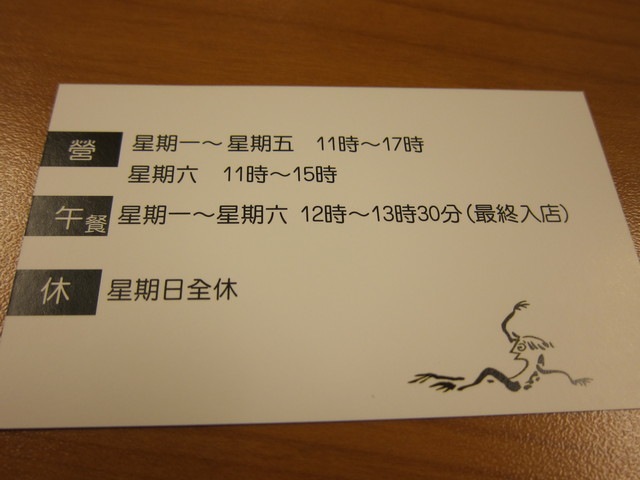 營 星期一～星期五 11時～17時
星期六 11時～15時
午餐 星期一～星期六 12時～13時30分(最終入店)
休 星期日全休